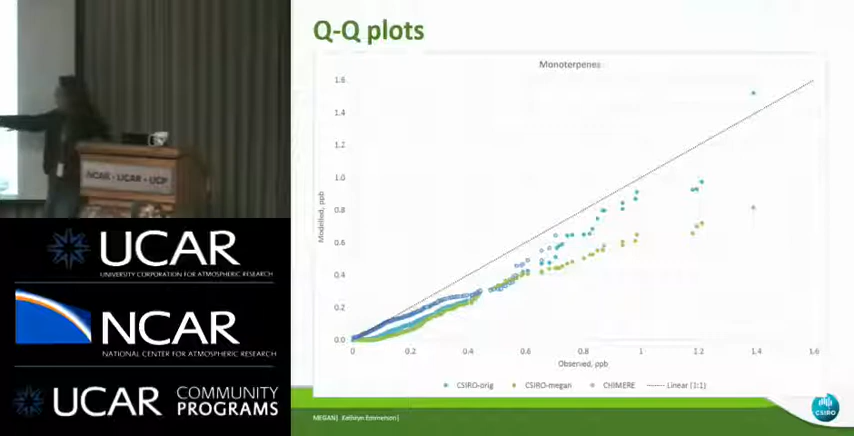 Q-Q plots
Monoterpenes
1.6
1.4
1.2
1.0
0.8
0.6
0.4
0.2
0.0
Modelled, ppb
0 0.2 0.4 0.6 0.8 1 1.2 1.4 1.6
Observed, ppb
CSIRO-orig CSIRO-megan CHIMERE Linear (1:1)
MEGAN| Kathryn Emmerson|
CSIRO
NCAR · UCAR · UCP
UCAR
UNIVERSITY CORPORATION FOR ATMOSPHERIC RESEARCH
NCAR
NATIONAL CENTER FOR ATMOSPHERIC RESEARCH
UCAR COMMUNITY
PROGRAMS